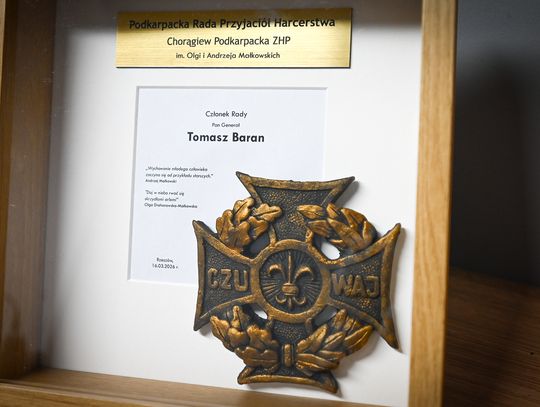 Podkarpacka Rada Przyjaciół Harcerstwa
Chorągiew Podkarpacka ZHP
im. Olgi i Andrzeja Małkowskich
Członek Rady
Pan Generał
Tomasz Baran
„Wychowanie młodego człowieka
zaczyna się od przykładu starszych.”
Andrzej Małkowski
"Daj w niebo rwać się
skrzydłami orlemi"
Olga Drahonowska-Małkowska
Rzeszów,
16.03.2026 r.
CZU WAJ